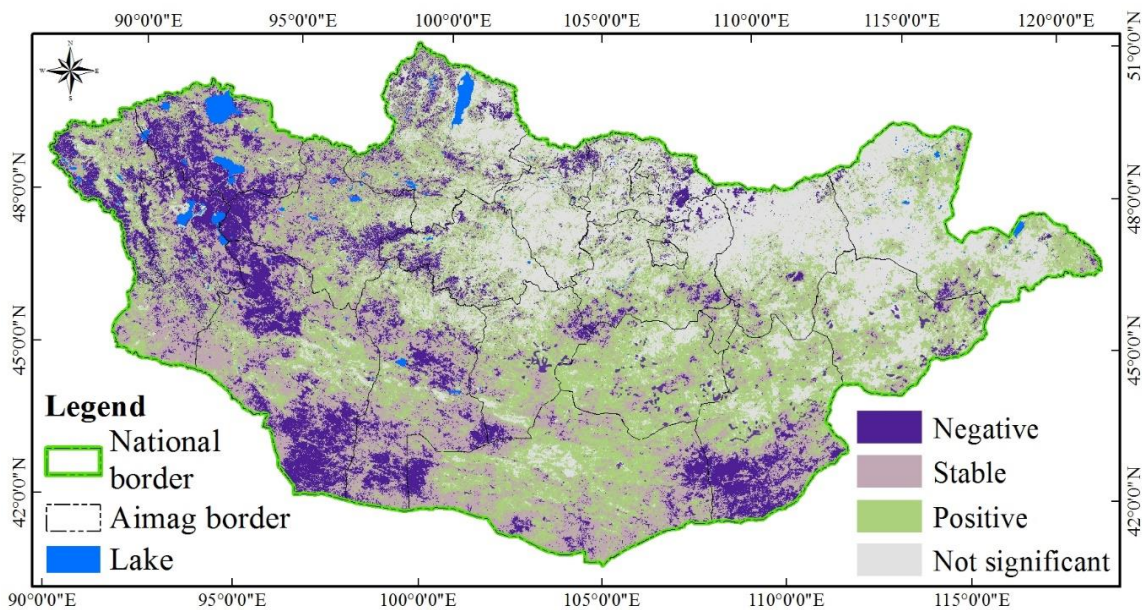 90°0'0"E 95°0'0"E 100°0'0"E 105°0'0"E 110°0'0"E 115°0'0"E 120°0'0"E
N
W E
S
51°0'0"N
48°0'0"N
48°0'0"N
45°0'0"N
45°0'0"N
42°0'0"N
42°0'0"N
Legend
National
border
Aimag border
Lake
Negative
Stable
Positive
Not significant
90°0'0"E 95°0'0"E 100°0'0"E 105°0'0"E 110°0'0"E 115°0'0"E